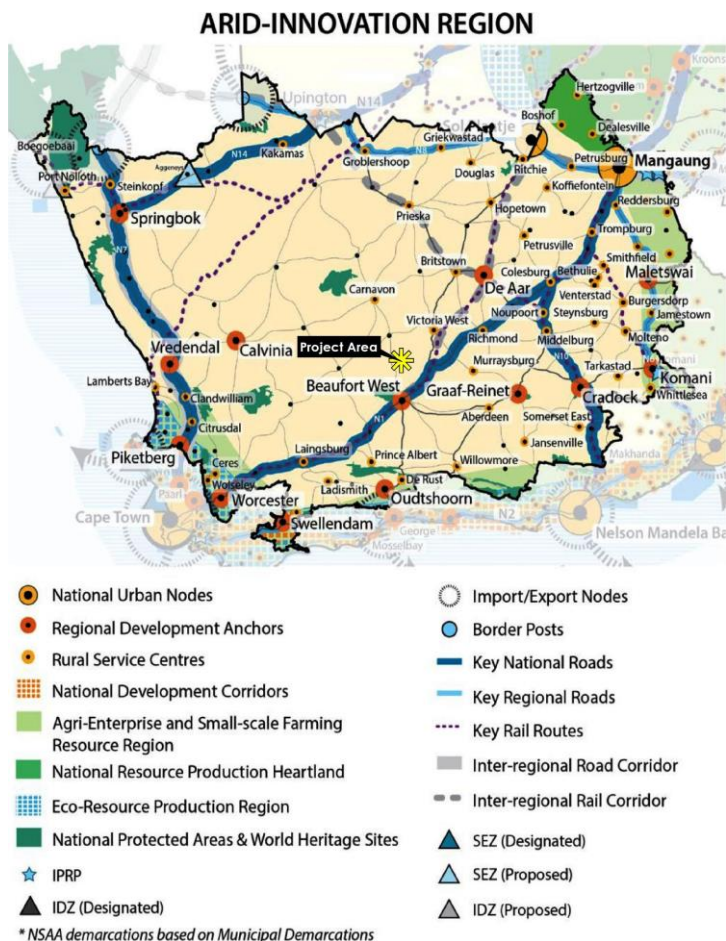 ARID-INNOVATION REGION
Upington
N14
Kroons
Hertzogville
Boshof
Dealesville
Boegoebaai
Aggeneys
N14
Kakamas
Groblershoop
Griekwastad
N8
Ritchie
Petrusburg
Mangaung
Port Nolloth
Steinkopf
Douglas
Koffiefontein
Reddersburg
Springbok
Prieska
Hopetown
Trompburg
N7
Petrusville
Smithfield
Britstown
Colesburg
Bethulie
Maletswai
Carnavon
De Aar
Venterstad
Burgersdorp
Noupoort
Steynsburg
Jamestown
Victoria West
Vredendal
Calvinia
Project Area
Richmond
Middelburg
Molteno
Murraysburg
N10
Tarkastad
Komani
Lamberts Bay
Beaufort West
Graaf-Reinet
Cradock
Whittlesea
Clandwilliam
N1
Aberdeen
Somerset East
Citrusdal
Jansenville
Piketberg
Laingsburg
Prince Albert
Willowmore
Makhanda
Ceres
Wolseley
Ladismith
De Rust
Paarl
Worcester
Oudtshoorn
Cape Town
Swellendam
George
N2
Mosselbay
Nelson Mandela Ba
National Urban Nodes
Regional Development Anchors
Rural Service Centres
National Development Corridors
Agri-Enterprise and Small-scale Farming
Resource Region
National Resource Production Heartland
Eco-Resource Production Region
National Protected Areas & World Heritage Sites
IPRP
IDZ (Designated)
* NSAA demarcations based on Municipal Demarcations
Import/Export Nodes
Border Posts
Key National Roads
Key Regional Roads
Key Rail Routes
Inter-regional Road Corridor
Inter-regional Rail Corridor
SEZ (Designated)
SEZ (Proposed)
IDZ (Proposed)